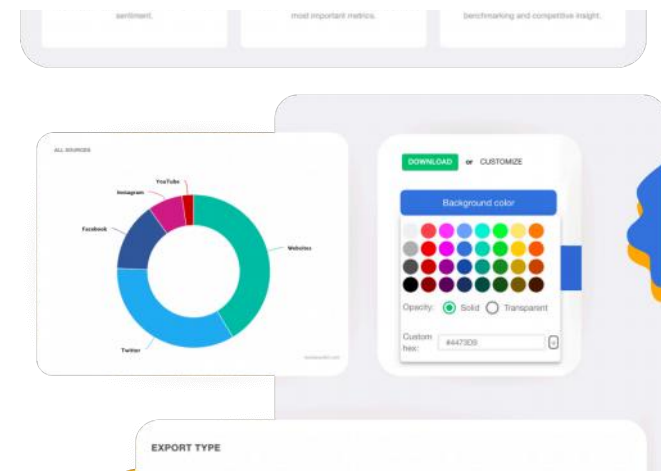 sentiment.
most important metrics.
benchmarking and competitive insight.
ALL SOURCES
YouTube
Instagram
Facebook
Websites
Twitter
DOWNLOAD or CUSTOMIZE
Background color
Opacity: Solid Transparent
Custom hex: #4473D9
EXPORT TYPE